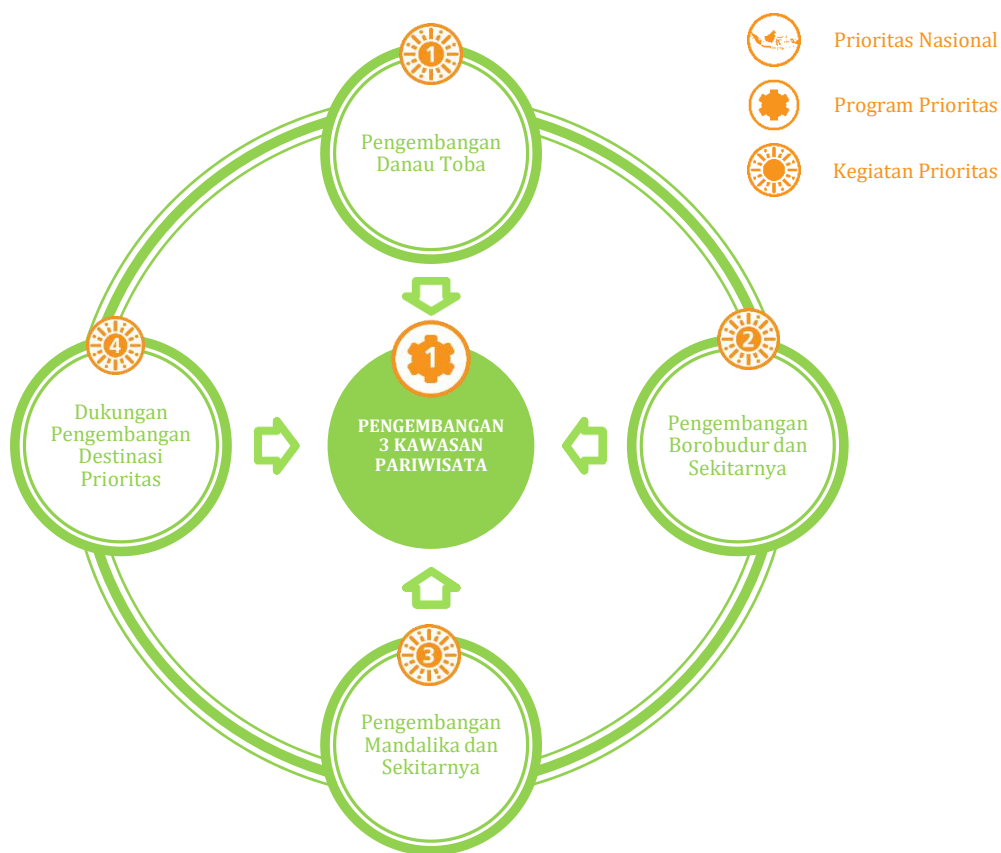 1
Pengembangan
Danau Toba
Prioritas Nasional
Program Prioritas
Kegiatan Prioritas
4
Dukungan
Pengembangan
Destinasi
Prioritas
1
PENGEMBANGAN
3 KAWASAN
PARIWISATA
2
Pengembangan
Borobudur dan
Sekitarnya
3
Pengembangan
Mandalika dan
Sekitarnya